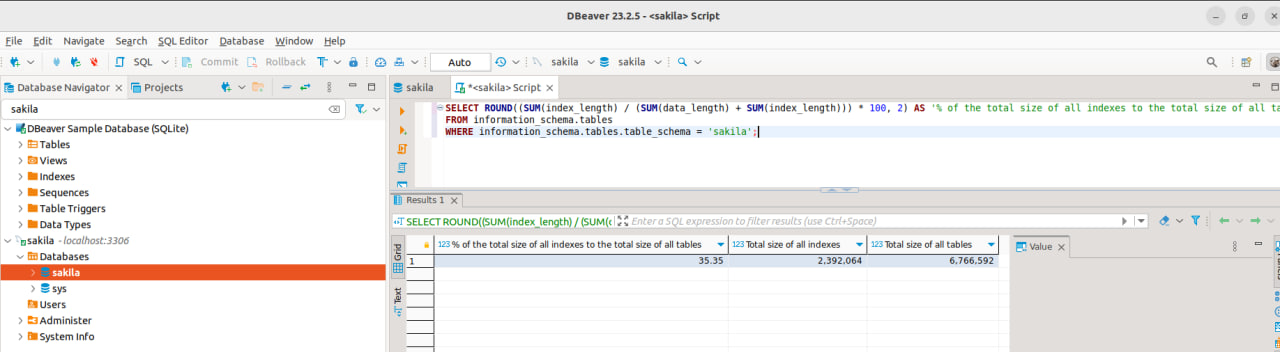 DBeaver 23.2.5 - <sakila> Script
File Edit Navigate Search SQL Editor Database Window Help
SQL Commit Rollback Auto sakila sakila
Database Navigator Projects
sakila
DBeaver Sample Database (SQLite)
Tables
Views
Indexes
Sequences
Table Triggers
Data Types
sakila - localhost:3306
Databases
sakila
sys
Users
Administer
System Info
sakila *<sakila> Script
SELECT ROUND((SUM(index_length) / (SUM(data_length) + SUM(index_length))) * 100, 2) AS '% of the total size of all indexes to the total size of all ta
FROM information_schema.tables
WHERE information_schema.tables.table_schema = 'sakila';
Results 1
SELECT ROUND((SUM(index_length) / (SUM(d Enter a SQL expression to filter results (use Ctrl+Space)
Grid
Text
123 % of the total size of all indexes to the total size of all tables 123 Total size of all indexes 123 Total size of all tables
1 35.35 2,392,064 6,766,592
Value